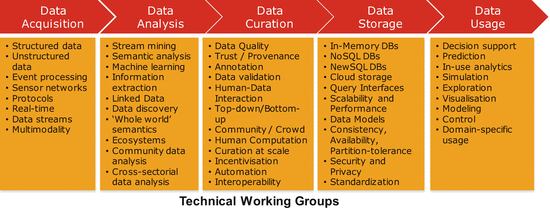 Data
Acquisition
Data
Analysis
Data
Curation
Data
Storage
Data
Usage
• Structured data
• Unstructured
data
• Event processing
• Sensor networks
• Protocols
• Real-time
• Data streams
• Multimodality
• Stream mining
• Semantic analysis
• Machine learning
• Information
extraction
• Linked Data
• Data discovery
• ‘Whole world’
semantics
• Ecosystems
• Community data
analysis
• Cross-sectorial
data analysis
• Data Quality
• Trust / Provenance
• Annotation
• Data validation
• Human-Data
Interaction
• Top-down/Bottom-
up
• Community / Crowd
• Human Computation
• Curation at scale
• Incentivisation
• Automation
• Interoperability
• In-Memory DBs
• NoSQL DBs
• NewSQL DBs
• Cloud storage
• Query Interfaces
• Scalability and
Performance
• Data Models
• Consistency,
Availability,
Partition-tolerance
• Security and
Privacy
• Standardization
• Decision support
• Prediction
• In-use analytics
• Simulation
• Exploration
• Visualisation
• Modeling
• Control
• Domain-specific
usage
Technical Working Groups